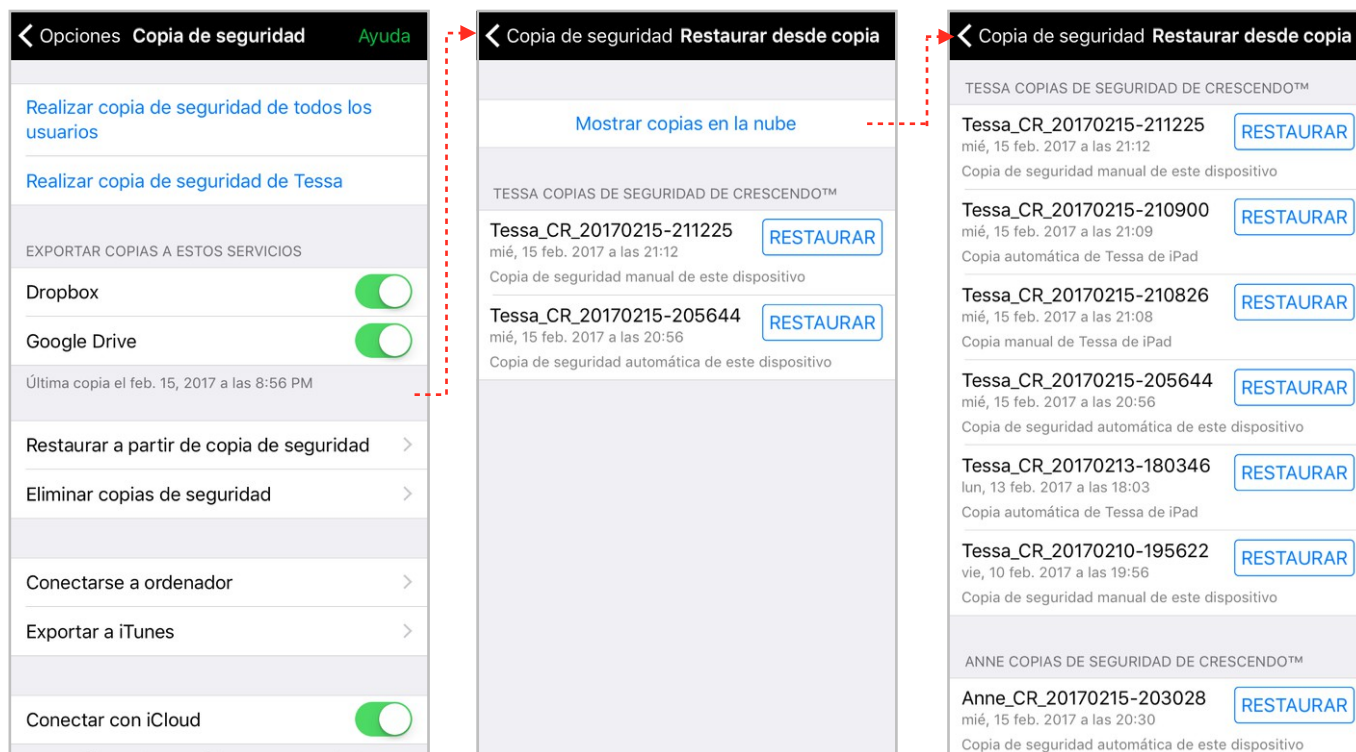 Opciones Copia de seguridad Ayuda
Realizar copia de seguridad de todos los
usuarios
Realizar copia de seguridad de Tessa
EXPORTAR COPIAS A ESTOS SERVICIOS
Dropbox
Google Drive
Última copia el feb. 15, 2017 a las 8:56 PM
Restaurar a partir de copia de seguridad
Eliminar copias de seguridad
Conectarse a ordenador
Exportar a iTunes
Conectar con iCloud
Copia de seguridad Restaurar desde copia
Mostrar copias en la nube
TESSA COPIAS DE SEGURIDAD DE CRESCENDO™
Tessa_CR_20170215-211225 RESTAURAR
mié, 15 feb. 2017 a las 21:12
Copia de seguridad manual de este dispositivo
Tessa_CR_20170215-205644 RESTAURAR
mié, 15 feb. 2017 a las 20:56
Copia de seguridad automática de este dispositivo
Copia de seguridad Restaurar desde copia
TESSA COPIAS DE SEGURIDAD DE CRESCENDO™
Tessa_CR_20170215-211225 RESTAURAR
mié, 15 feb. 2017 a las 21:12
Copia de seguridad manual de este dispositivo
Tessa_CR_20170215-210900 RESTAURAR
mié, 15 feb. 2017 a las 21:09
Copia automática de Tessa de iPad
Tessa_CR_20170215-210826 RESTAURAR
mié, 15 feb. 2017 a las 21:08
Copia manual de Tessa de iPad
Tessa_CR_20170215-205644 RESTAURAR
mié, 15 feb. 2017 a las 20:56
Copia de seguridad automática de este dispositivo
Tessa_CR_20170213-180346 RESTAURAR
lun, 13 feb. 2017 a las 18:03
Copia automática de Tessa de iPad
Tessa_CR_20170210-195622 RESTAURAR
vie, 10 feb. 2017 a las 19:56
Copia de seguridad manual de este dispositivo
ANNE COPIAS DE SEGURIDAD DE CRESCENDO™
Anne_CR_20170215-203028 RESTAURAR
mié, 15 feb. 2017 a las 20:30
Copia de seguridad automática de este dispositivo